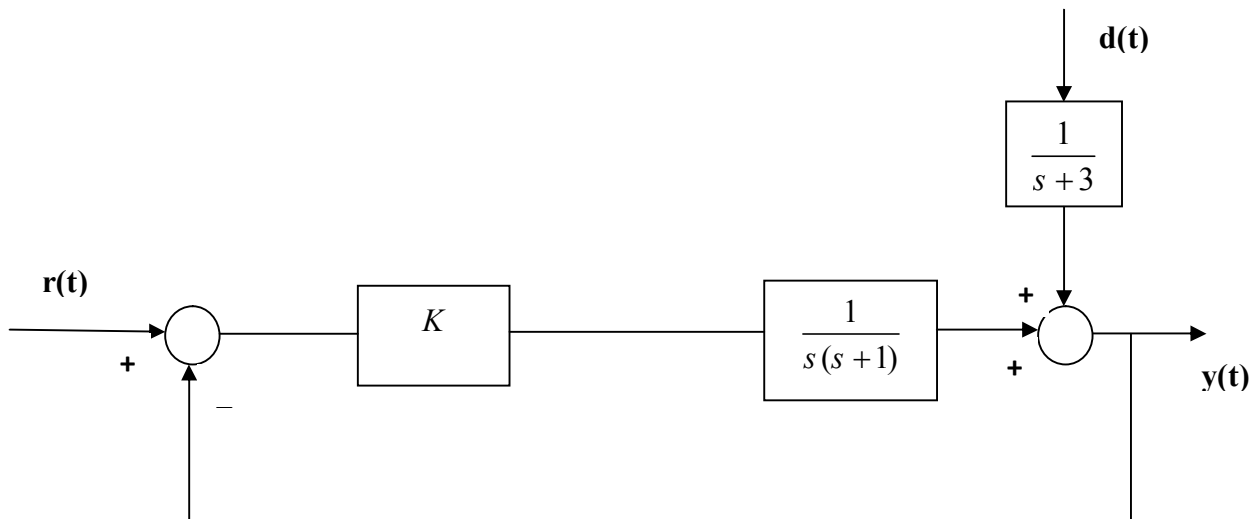 d(t)
1
s + 3
r(t)
+
K
1
s(s + 1)
+
+
+
y(t)
–